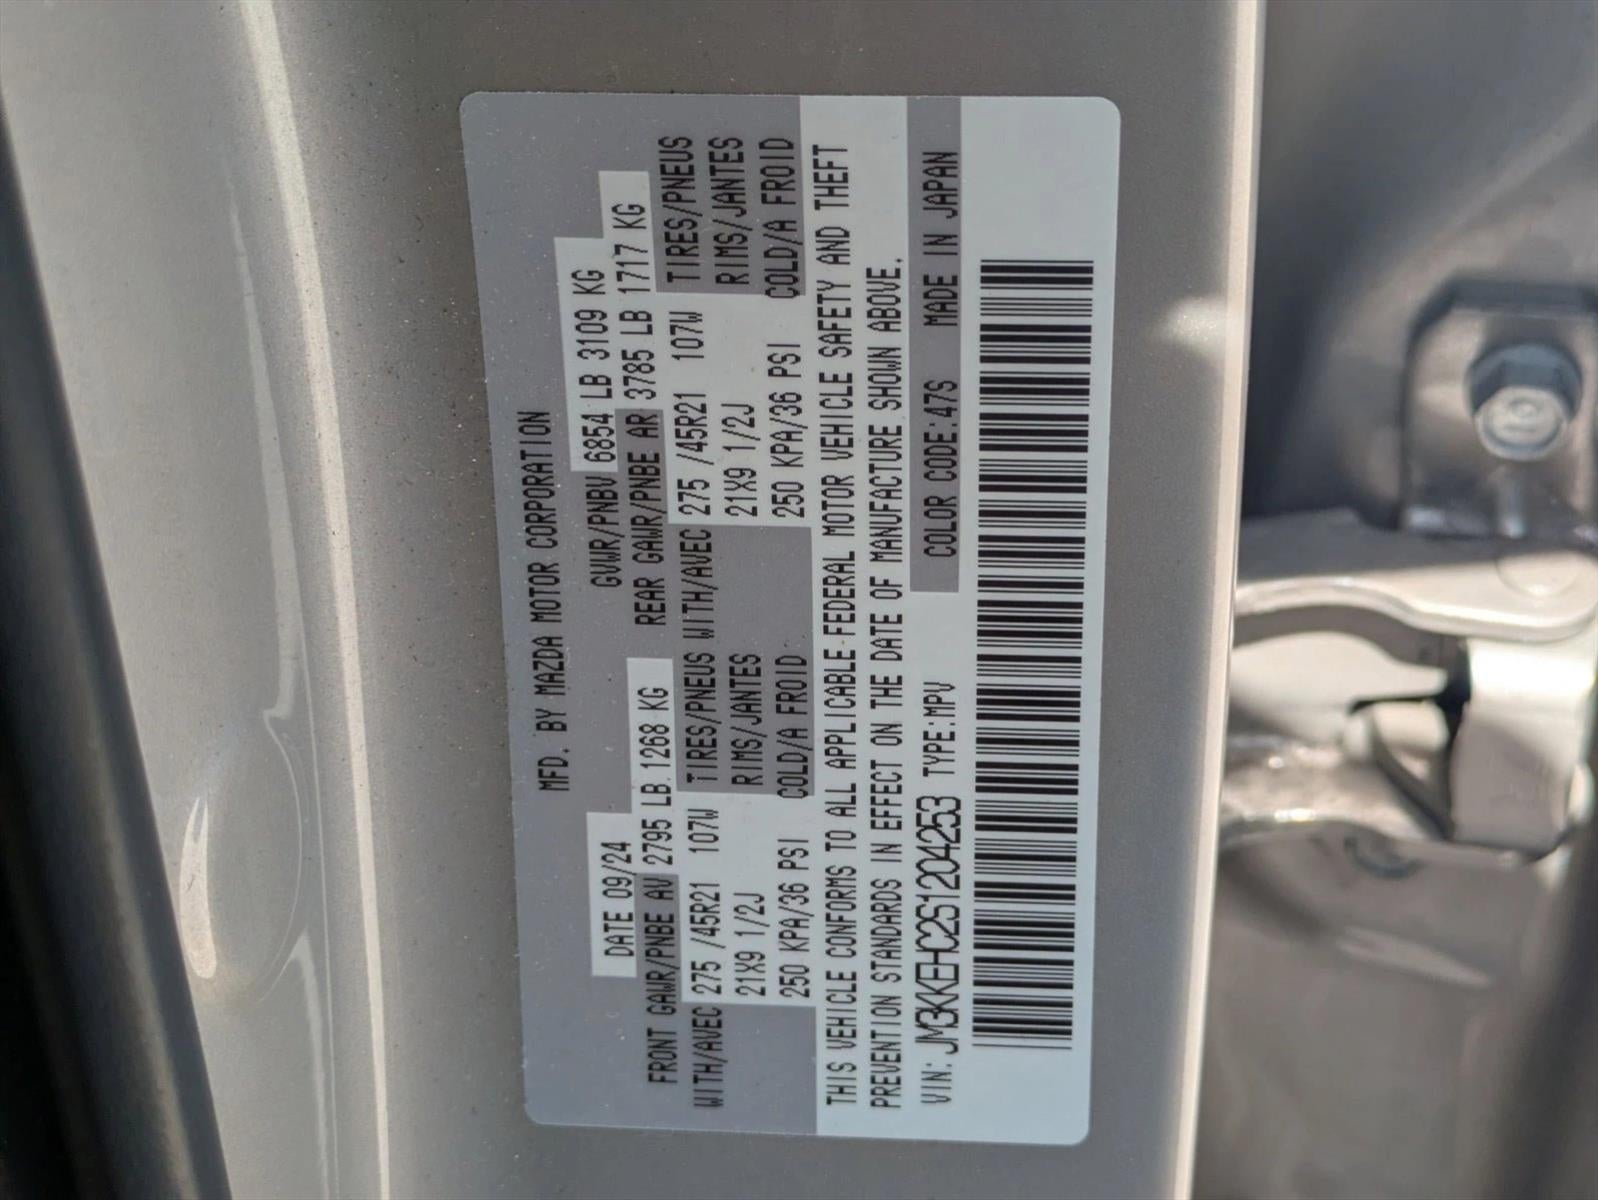 MFD. BY MAZDA MOTOR CORPORATION
DATE 09/24 GVWR/PNBV 6854 LB 3109 KG
FRONT GAWR/PNBE AV 2795 LB 1268 KG REAR GAWR/PNBE AR 3785 LB 1717 KG
WITH/AVEC 275 /45R21 107W TIRES/PNEUS WITH/AVEC 275 /45R21 107W TIRES/PNEUS
21X9 1/2J RIMS/JANTES 21X9 1/2J RIMS/JANTES
250 KPA/36 PSI COLD/A FROID 250 KPA/36 PSI COLD/A FROID
THIS VEHICLE CONFORMS TO ALL APPLICABLE FEDERAL MOTOR VEHICLE SAFETY AND THEFT
PREVENTION STANDARDS IN EFFECT ON THE DATE OF MANUFACTURE SHOWN ABOVE.
VIN: JM3KKEHC2S1204253 TYPE:MPV COLOR CODE:47S MADE IN JAPAN